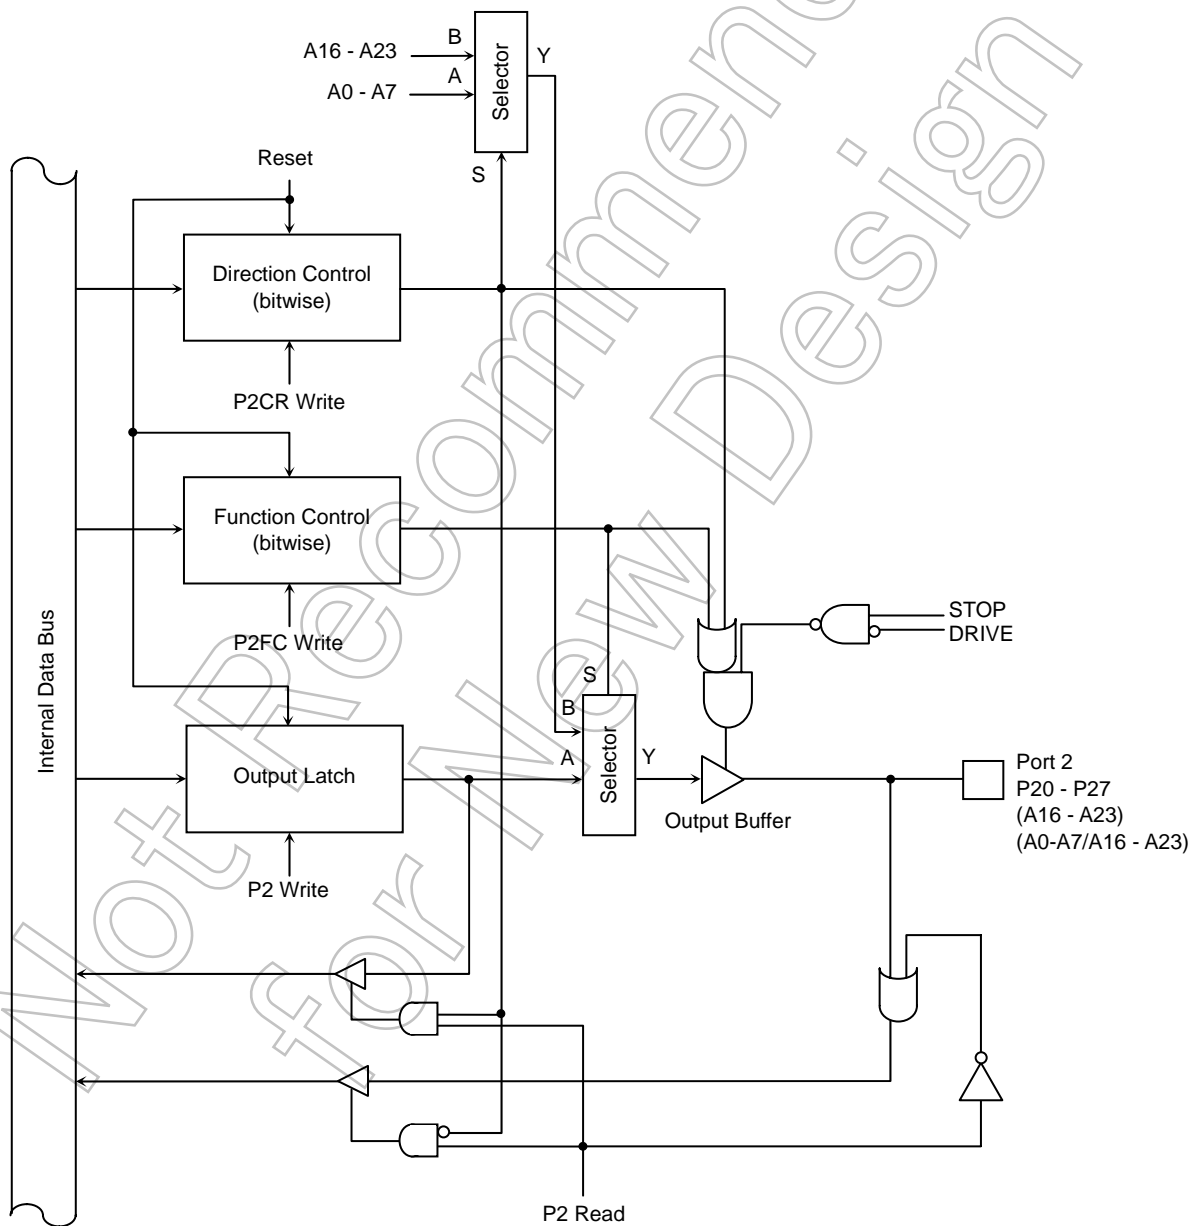 A16 - A23
B
Y
A
A0 - A7
Selector
S
Reset
Direction Control
(bitwise)
P2CR Write
Function Control
(bitwise)
P2FC Write
STOP
DRIVE
Internal Data Bus
S
B
A
Selector
Y
Output Latch
Output Buffer
Port 2
P20 - P27
(A16 - A23)
(A0-A7/A16 - A23)
P2 Write
P2 Read
Not Recommended
for New Design